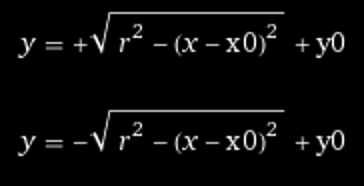 y = +√(r² − (x − x0)²) + y0
y = −√(r² − (x − x0)²) + y0